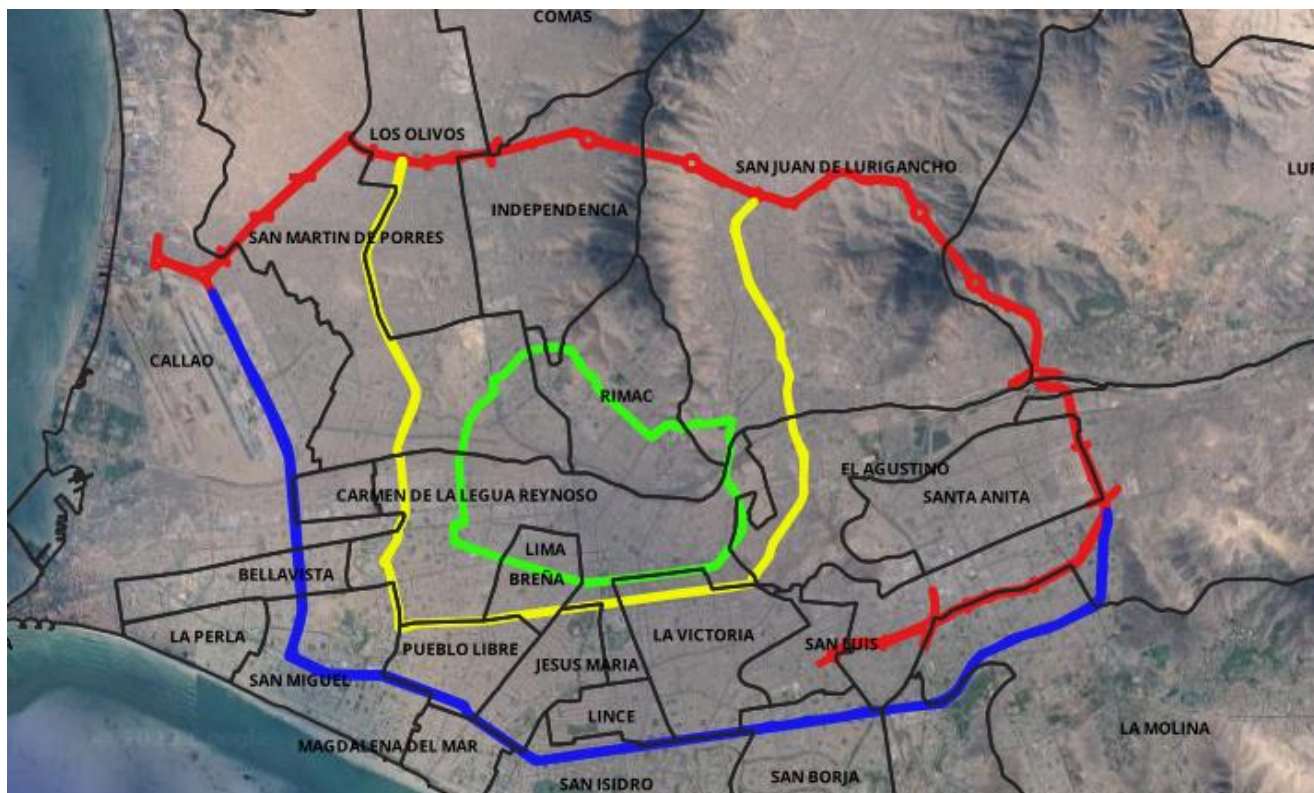 COMAS
LOS OLIVOS
SAN JUAN DE LURIGANCHO
LUR
INDEPENDENCIA
SAN MARTIN DE PORRES
CALLAO
RIMAC
EL AGUSTINO
CARMEN DE LA LEGUA REYNOSO
SANTA ANITA
LIMA
BELLAVISTA
BREÑA
LA PERLA
LA VICTORIA
SAN LUIS
PUEBLO LIBRE
JESUS MARIA
SAN MIGUEL
LINCE
LA MOLINA
MAGDALENA DEL MAR
SAN BORJA
SAN ISIDRO